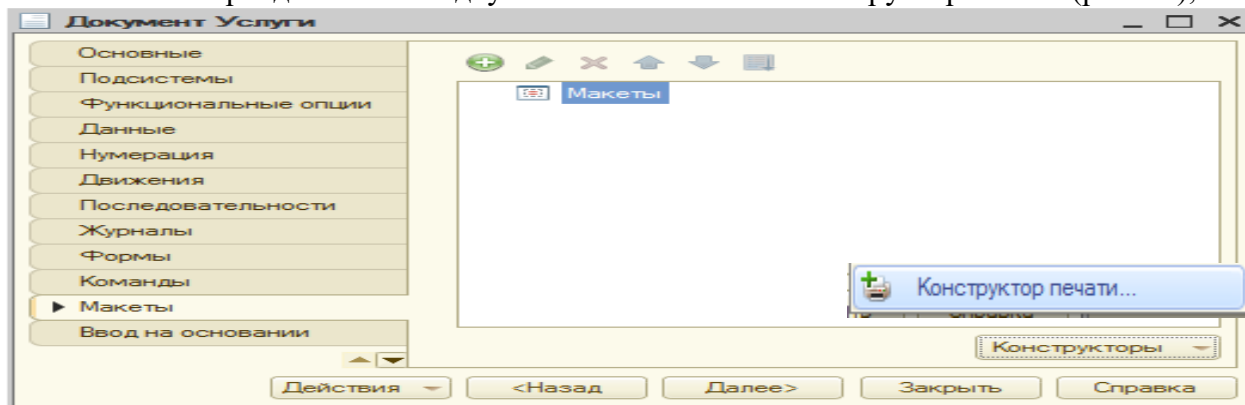 Документ Услуги
Основные
Подсистемы
Функциональные опции
Данные
Нумерация
Движения
Последовательности
Журналы
Формы
Команды
Макеты
Ввод на основании
Макеты
Конструктор печати...
Конструкторы
Действия
<Назад
Далее>
Закрыть
Справка